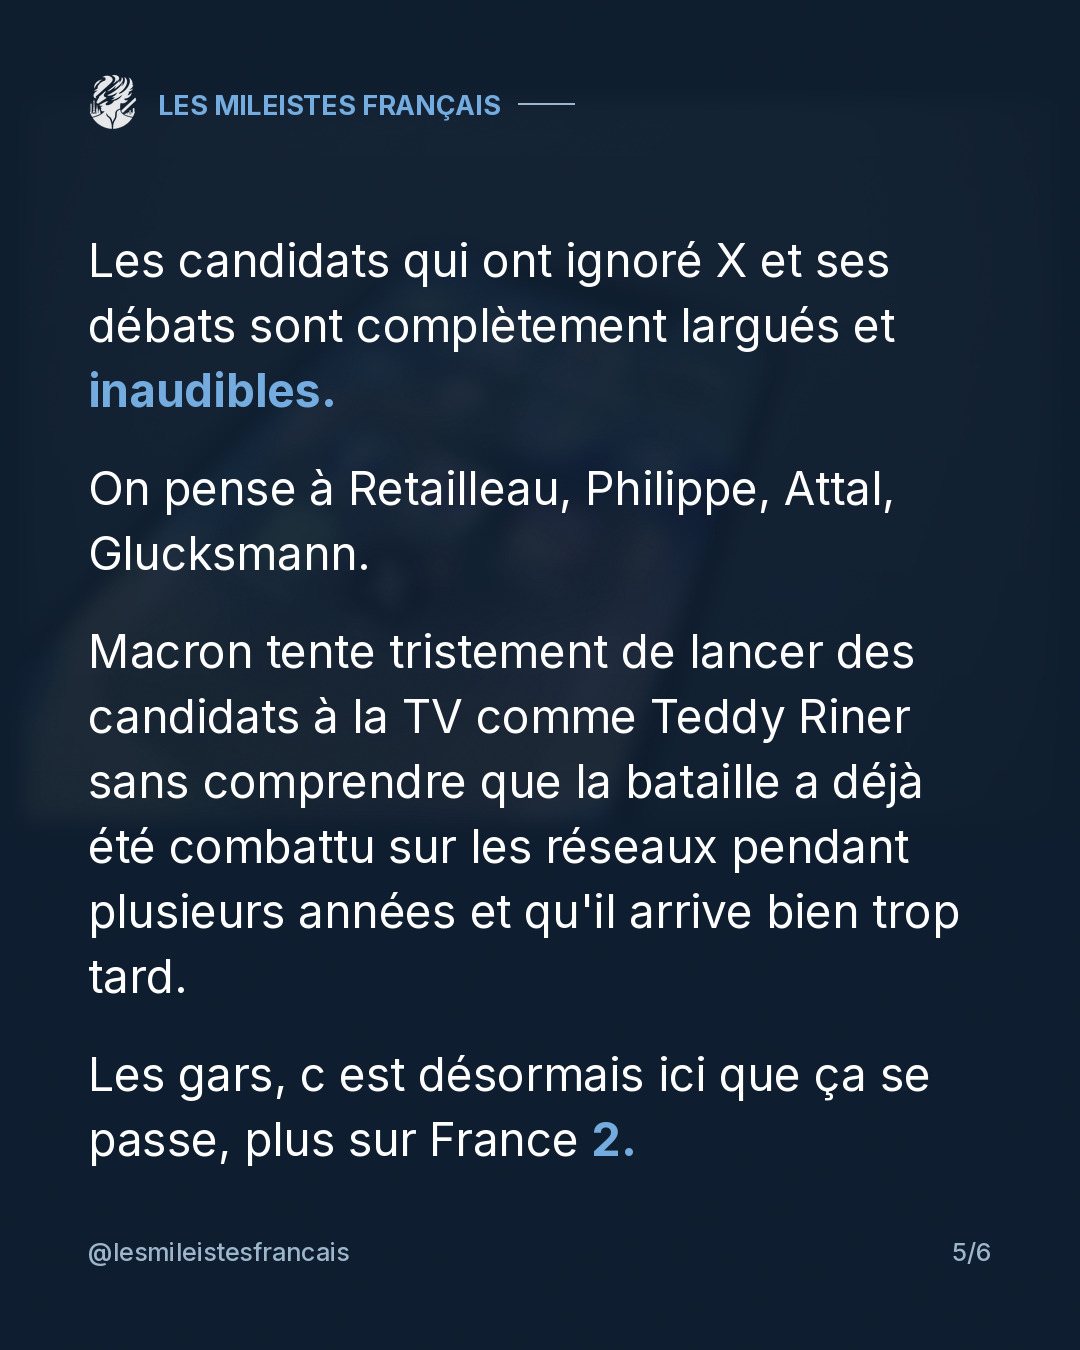 LES MILEISTES FRANÇAIS
Les candidats qui ont ignoré X et ses
débats sont complètement largués et
inaudibles.
On pense à Retailleau, Philippe, Attal,
Glucksmann.
Macron tente tristement de lancer des
candidats à la TV comme Teddy Riner
sans comprendre que la bataille a déjà
été combattu sur les réseaux pendant
plusieurs années et qu'il arrive bien trop
tard.
Les gars, c est désormais ici que ça se
passe, plus sur France 2.
@lesmileistesfrancais
5/6